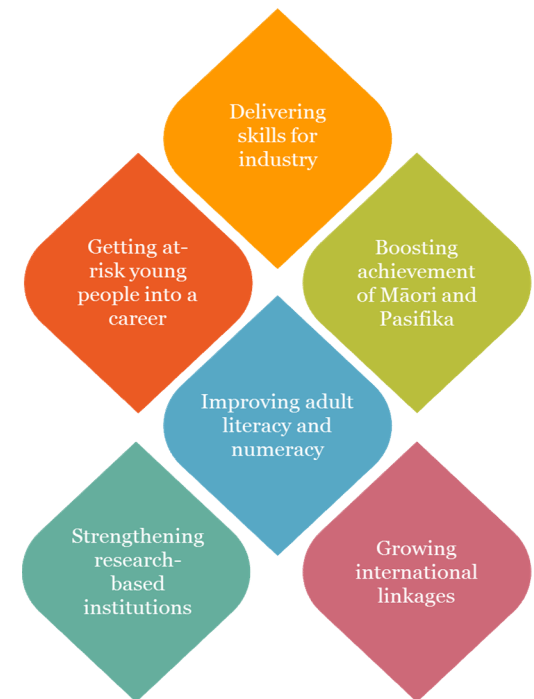 Delivering
skills for
industry
Getting at-
risk young
people into a
career
Boosting
achievement
of Māori and
Pasifika
Improving adult
literacy and
numeracy
Strengthening
research-
based
institutions
Growing
international
linkages